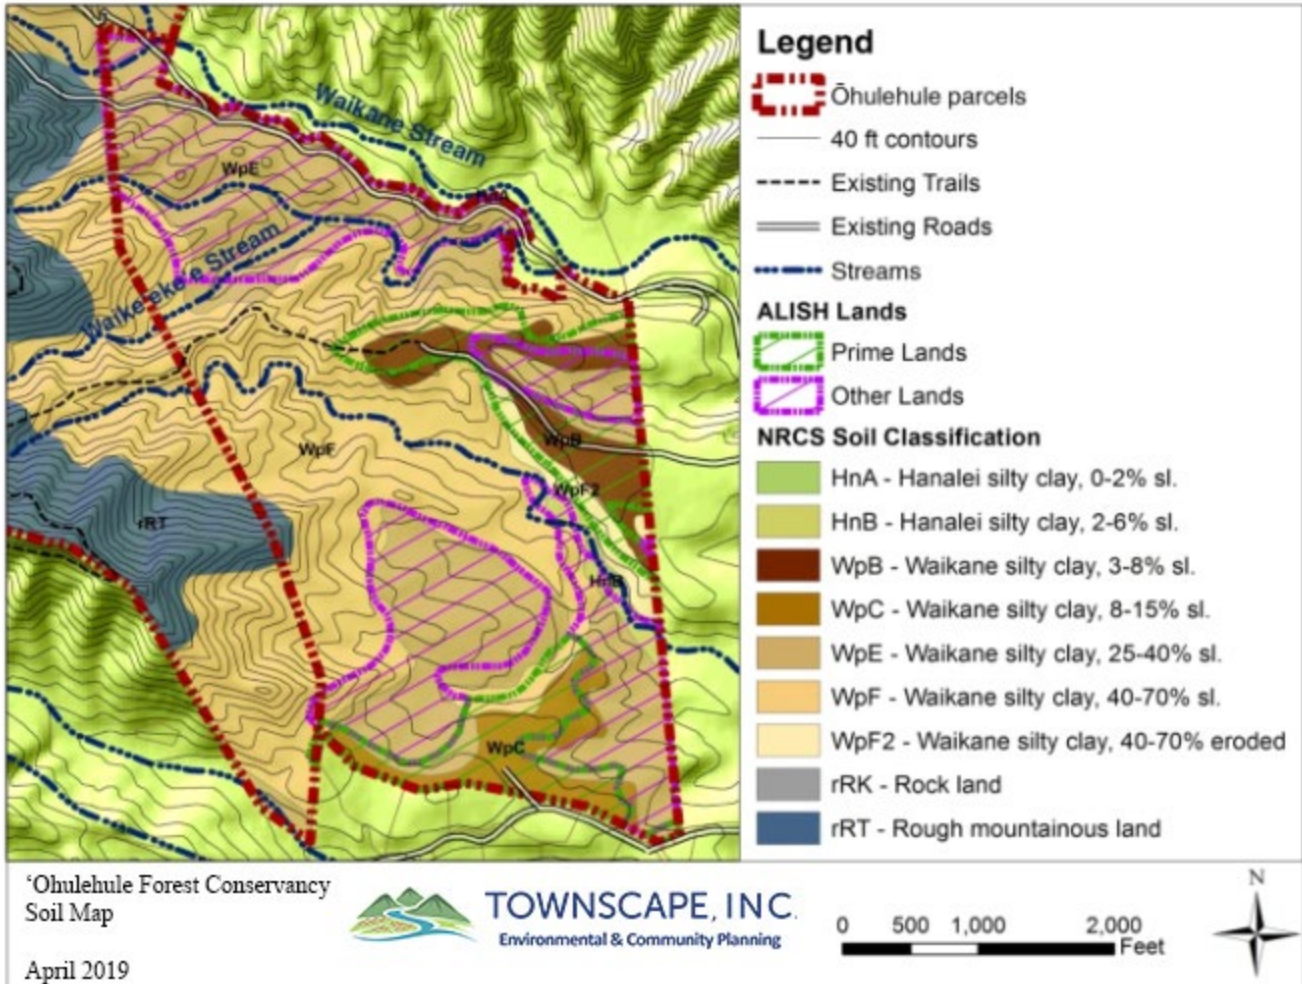 Waikane Stream
WpE
HnA
Waikeekee Stream
WpF
WpB
WpF2
rRT
HnB
WpC
Legend
Ōhulehule parcels
40 ft contours
Existing Trails
Existing Roads
Streams
ALISH Lands
Prime Lands
Other Lands
NRCS Soil Classification
HnA - Hanalei silty clay, 0-2% sl.
HnB - Hanalei silty clay, 2-6% sl.
WpB - Waikane silty clay, 3-8% sl.
WpC - Waikane silty clay, 8-15% sl.
WpE - Waikane silty clay, 25-40% sl.
WpF - Waikane silty clay, 40-70% sl.
WpF2 - Waikane silty clay, 40-70% eroded
rRK - Rock land
rRT - Rough mountainous land
‘Ohulehule Forest Conservancy
Soil Map
April 2019
TOWNSCAPE, INC.
Environmental & Community Planning
0 500 1,000 2,000
Feet
N